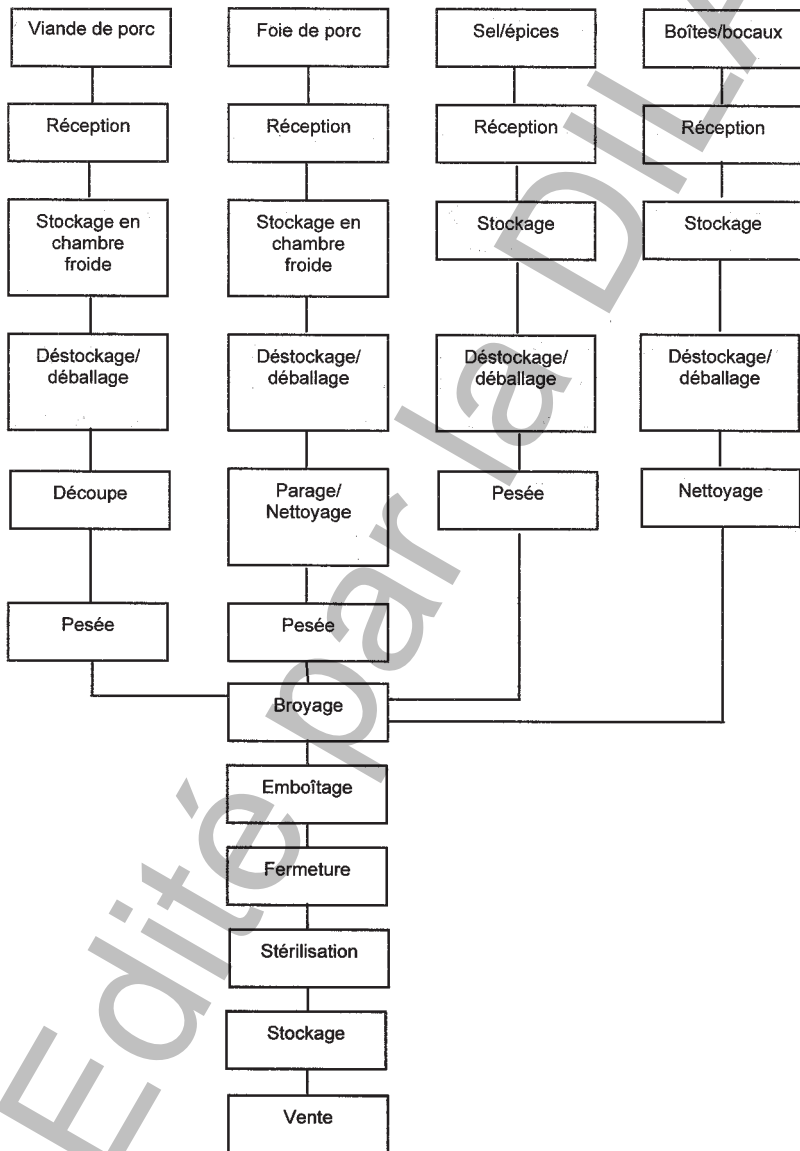 Viande de porc
Foie de porc
Sel/épices
Boîtes/bocaux
Réception
Réception
Réception
Réception
Stockage en
chambre
froide
Stockage en
chambre
froide
Stockage
Stockage
Déstockage/
déballage
Déstockage/
déballage
Déstockage/
déballage
Déstockage/
déballage
Découpe
Parage/
Nettoyage
Pesée
Nettoyage
Pesée
Pesée
Broyage
Emboîtage
Fermeture
Stérilisation
Stockage
Vente
Edité par la DILA